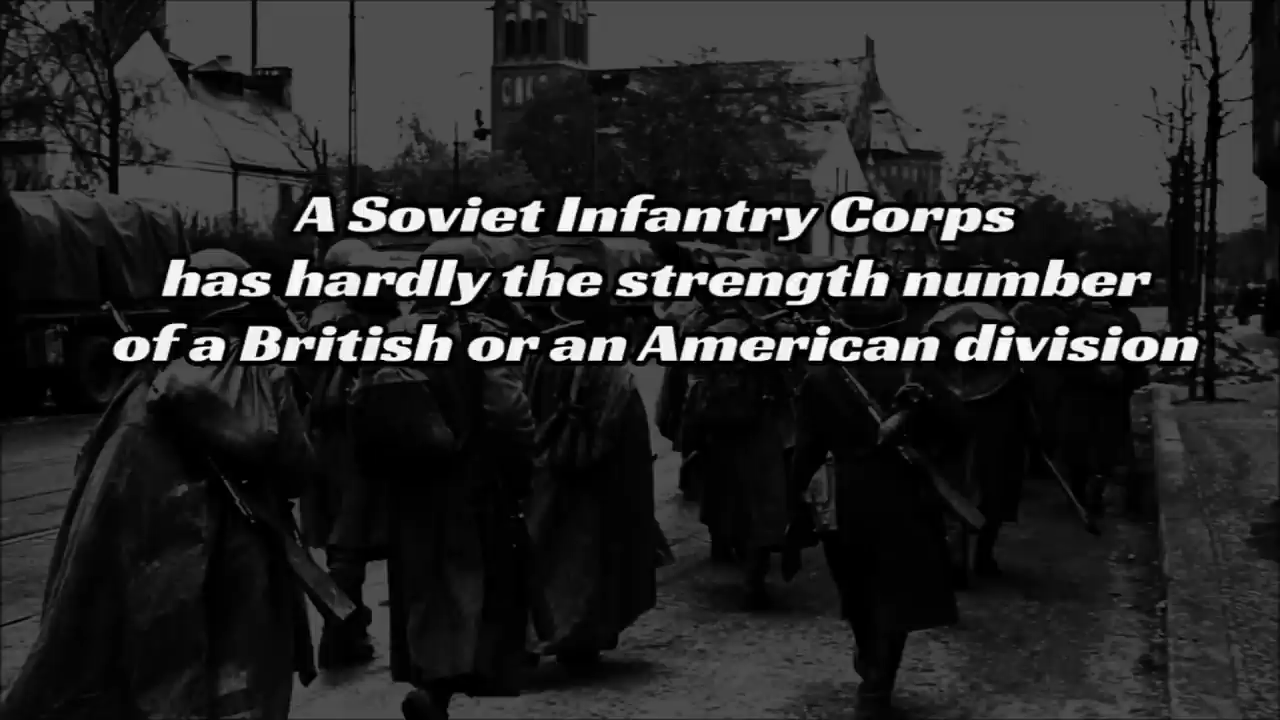 A Soviet Infantry Corps
has hardly the strength number
of a British or an American division